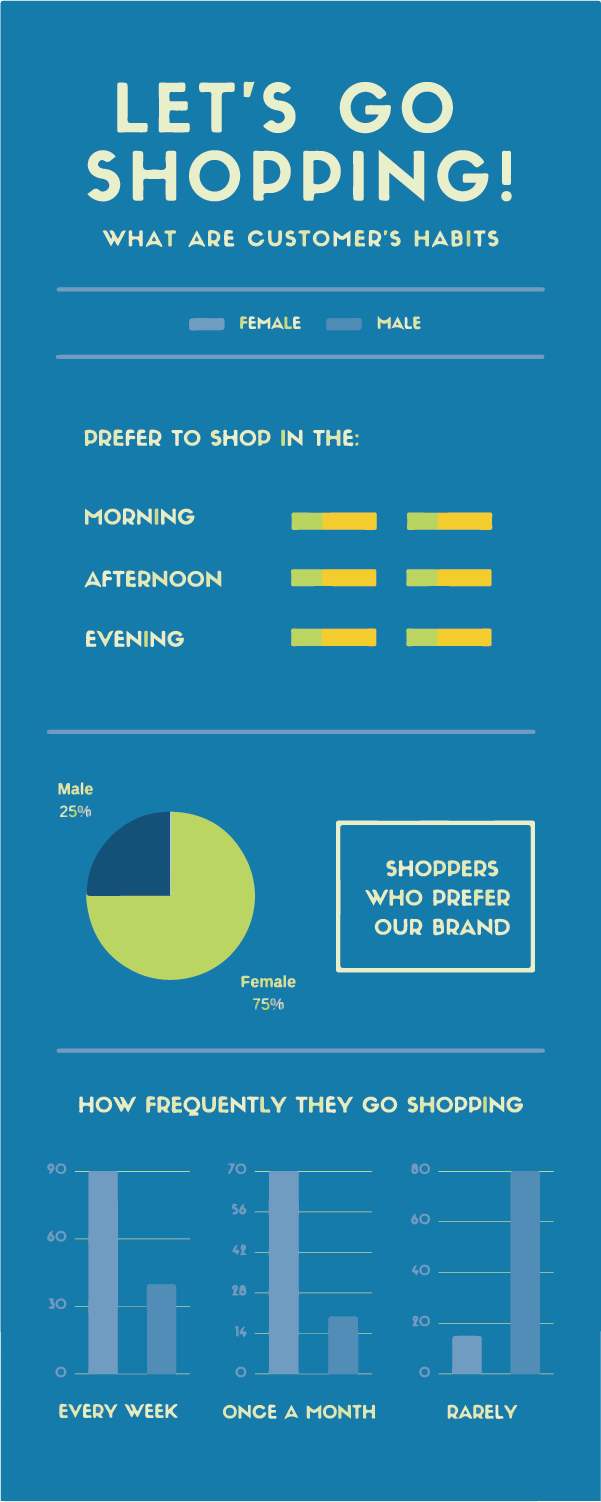 LET'S GO
SHOPPING!
WHAT ARE CUSTOMER'S HABITS
FEMALE MALE
PREFER TO SHOP IN THE:
MORNING
AFTERNOON
EVENING
Male
25%
SHOPPERS
WHO PREFER
OUR BRAND
Female
75%
HOW FREQUENTLY THEY GO SHOPPING
90
60
30
0
EVERY WEEK
70
56
42
28
14
0
ONCE A MONTH
80
60
40
20
0
RARELY